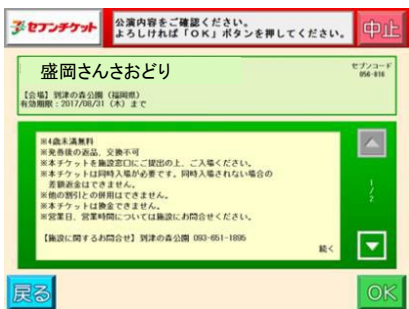 セブンチケット
公演内容をご確認ください。
よろしければ「OK」ボタンを押してください。
中止
盛岡さんさおどり
セブンコード
056-816
【会場】到津の森公園（福岡県）
有効期限：2017/08/31（木）まで
※4歳未満無料
※発券後の返品、交換不可
※本チケットを施設窓口にご提出の上、ご入場ください。
※本チケットは同時入場が必要です。同時入場されない場合の
差額返金はできません。
※他の割引との併用はできません。
※本チケットは換金できません。
※営業日、営業時間については施設にお問合せください。
【施設に関するお問合せ】到津の森公園 093-651-1895
続く
1/2
戻る
OK